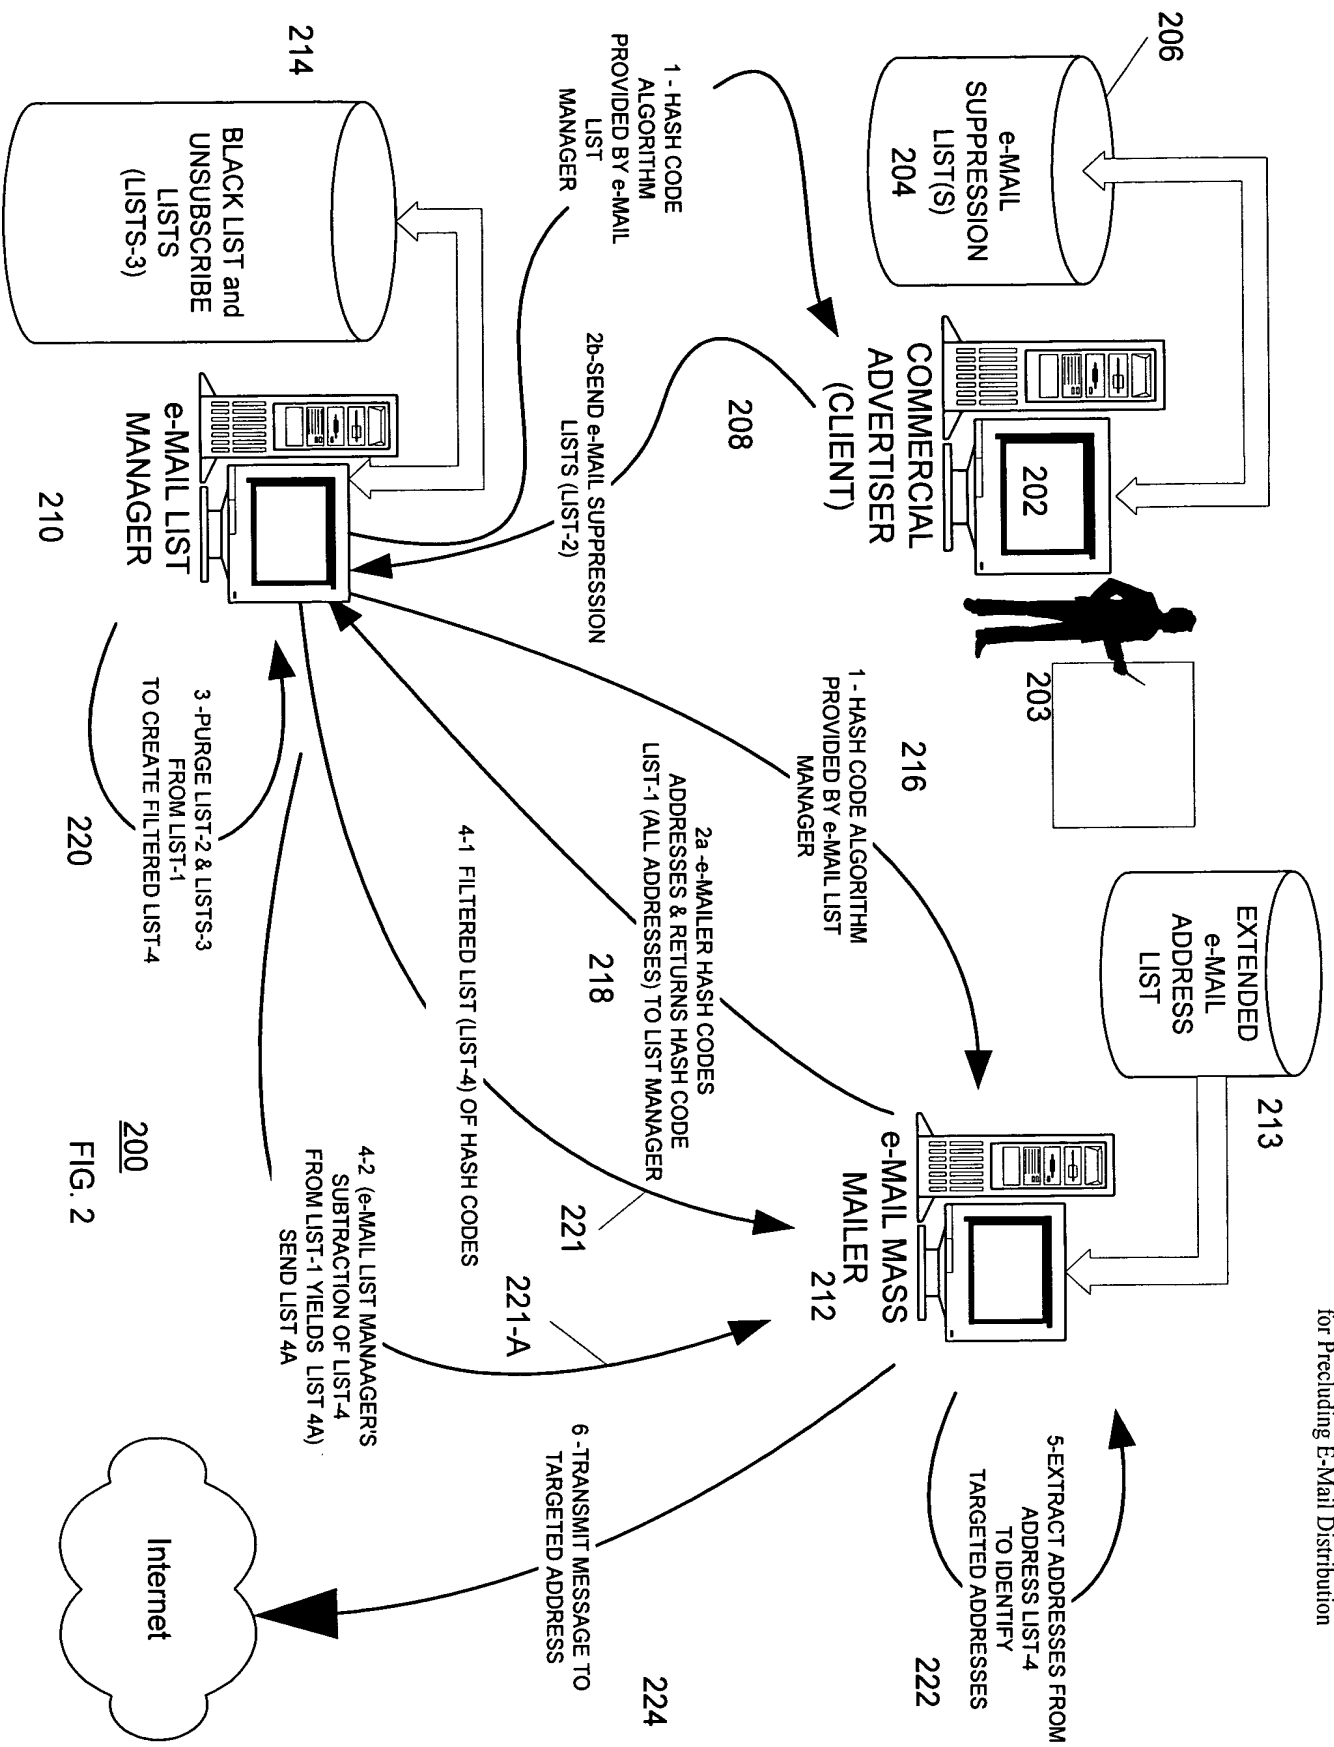 for Precluding E-Mail Distribution
206
e-MAIL
SUPPRESSION
LIST(S)
204
COMMERCIAL
ADVERTISER
(CLIENT)
202
203
EXTENDED
e-MAIL
ADDRESS
LIST
213
e-MAIL MASS
MAILER
212
5-EXTRACT ADDRESSES FROM
ADDRESS LIST-4
TO IDENTIFY
TARGETED ADDRESSES
222
1 - HASH CODE
ALGORITHM
PROVIDED BY e-MAIL
LIST
MANAGER
208
2b-SEND e-MAIL SUPPRESSION
LISTS (LIST-2)
216
1 - HASH CODE ALGORITHM
PROVIDED BY e-MAIL LIST
MANAGER
2a -e-MAILER HASH CODES
ADDRESSES & RETURNS HASH CODE
LIST-1 (ALL ADDRESSES) TO LIST MANAGER
218
221
4-1 FILTERED LIST (LIST-4) OF HASH CODES
221-A
6 -TRANSMIT MESSAGE TO
TARGETED ADDRESS
224
214
BLACK LIST and
UNSUBSCRIBE
LISTS
(LISTS-3)
e-MAIL LIST
MANAGER
210
3 -PURGE LIST-2 & LISTS-3
FROM LIST-1
TO CREATE FILTERED LIST-4
220
4-2 (e-MAIL LIST MANAAGER'S
SUBTRACTION OF LIST-4
FROM LIST-1 YIELDS LIST 4A)
SEND LIST 4A
Internet
200
FIG. 2